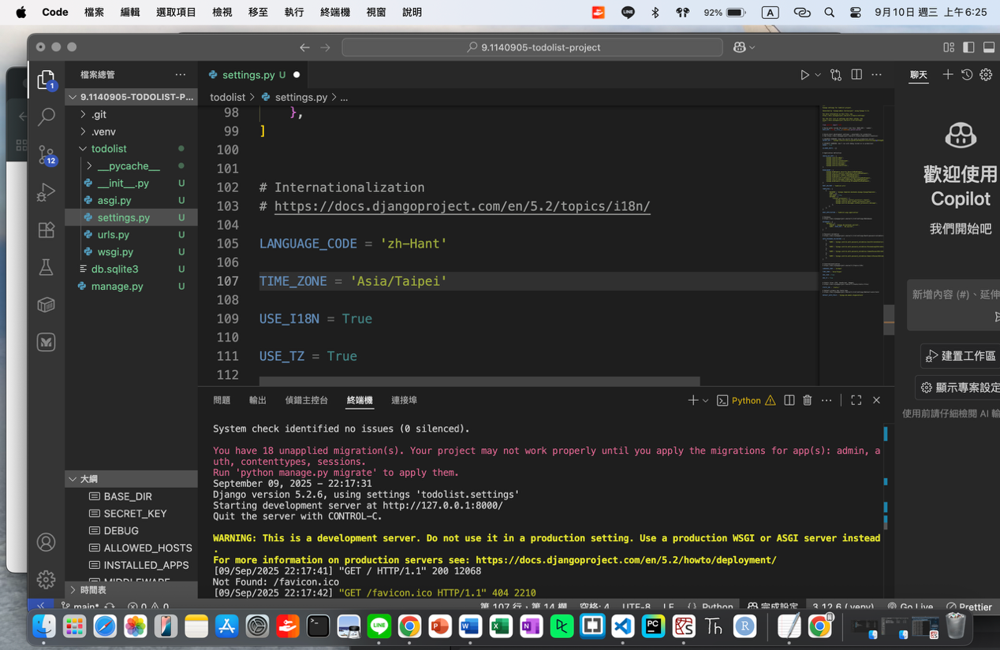 Code 檔案 編輯 選取項目 檢視 移至 執行 終端機 視窗 說明 LINE 92% A 9月10日 週三 上午6:25
9.1140905-todolist-project
檔案總管
settings.py U
聊天
9.1140905-TODOLIST-P...
.git
.venv
todolist
__pycache__
__init__.py U
asgi.py U
settings.py U
urls.py U
wsgi.py U
db.sqlite3 U
manage.py U
1
12
todolist > settings.py > ...
98 },
99 ]
100
101
102 # Internationalization
103 # https://docs.djangoproject.com/en/5.2/topics/i18n/
104
105 LANGUAGE_CODE = 'zh-Hant'
106
107 TIME_ZONE = 'Asia/Taipei'
108
109 USE_I18N = True
110
111 USE_TZ = True
112
歡迎使用
Copilot
我們開始吧
新增內容 (#)、延伸
建置工作區
顯示專案設定
使用前請仔細檢閱 AI 輸
問題 輸出 偵錯主控台 終端機 連接埠
Python
System check identified no issues (0 silenced).
You have 18 unapplied migration(s). Your project may not work properly until you apply the migrations for app(s): admin, a
uth, contenttypes, sessions.
Run 'python manage.py migrate' to apply them.
September 09, 2025 - 22:17:31
Django version 5.2.6, using settings 'todolist.settings'
Starting development server at http://127.0.0.1:8000/
Quit the server with CONTROL-C.
WARNING: This is a development server. Do not use it in a production setting. Use a production WSGI or ASGI server instead
.
For more information on production servers see: https://docs.djangoproject.com/en/5.2/howto/deployment/
[09/Sep/2025 22:17:41] "GET / HTTP/1.1" 200 12068
Not Found: /favicon.ico
[09/Sep/2025 22:17:42] "GET /favicon.ico HTTP/1.1" 404 2210
大綱
BASE_DIR
SECRET_KEY
DEBUG
ALLOWED_HOSTS
INSTALLED_APPS
MIDDLEWARE
時間表
main* 0 0 第 107 行，第 14 欄 空格: 4 UTF-8 LF Python 完成設定 3.12.6 (.venv) Go Live Prettier
LINE P W X N PC Th R